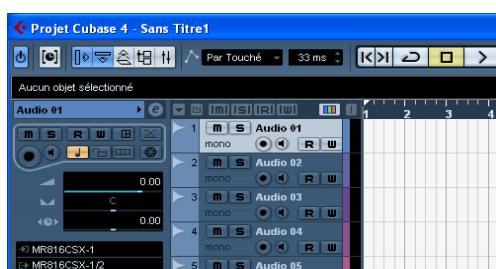 Projet Cubase 4 - Sans Titre1
Par Touché 33 ms
Aucun objet sélectionné
Audio 01 e m s R w 1 2 3 4
m S R W 1 m S Audio 01
mono R W
2 m S Audio 02
0.00 mono R W
C 3 m S Audio 03
0.00 mono R W
4 m S Audio 04
MR816CSX-1 mono R W
MR816CSX-1/2 5 m S Audio 05